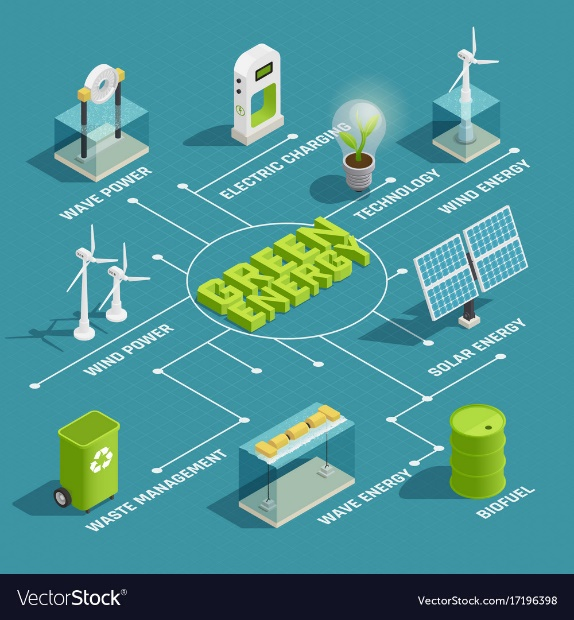 WAVE POWER
ELECTRIC CHARGING
TECHNOLOGY
WIND ENERGY
GREEN
ENERGY
WIND POWER
SOLAR ENERGY
WASTE MANAGEMENT
WAVE ENERGY
BIOFUEL
VectorStock®
VectorStock.com/17196398